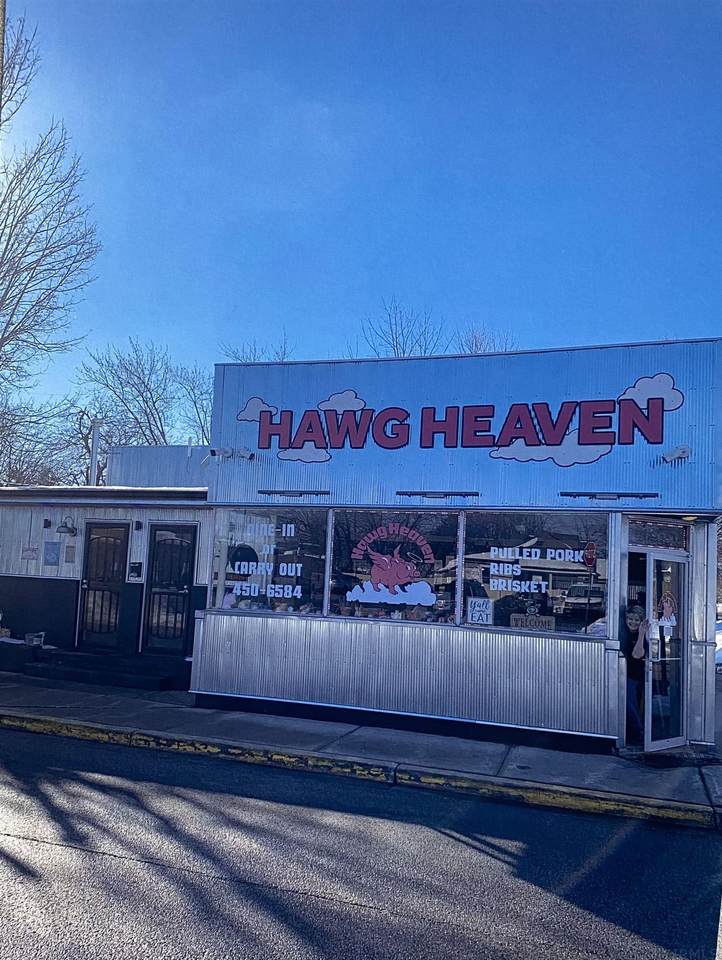 HAWG HEAVEN
DINE-IN
OR
CARRY OUT
450-6584
Hawg Heaven
PULLED PORK
RIBS
BRISKET
y'all
EAT
WELCOME